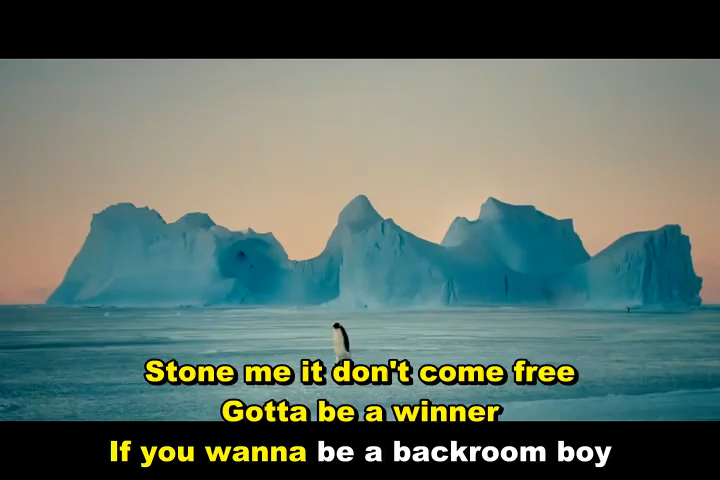 Stone me it don't come free
Gotta be a winner
If you wanna be a backroom boy